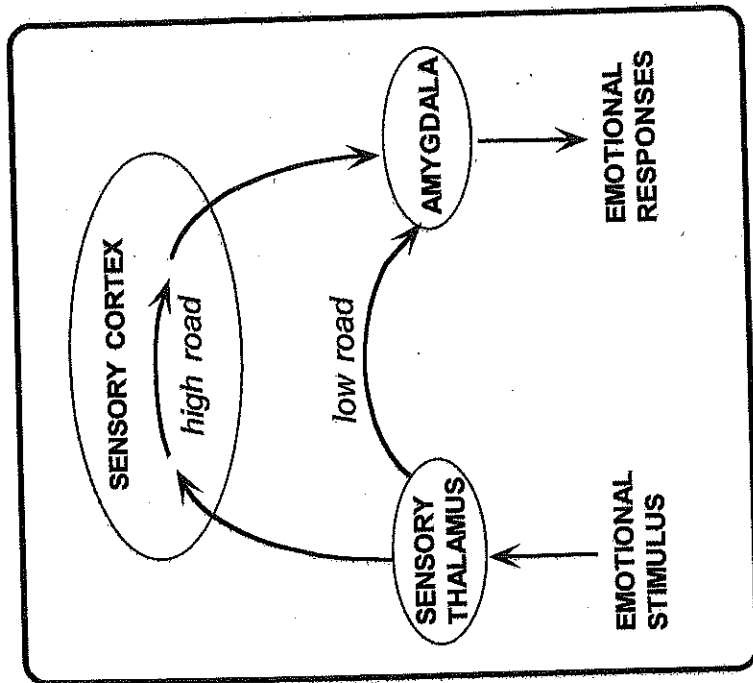 SENSORY CORTEX
high road
low road
SENSORY
THALAMUS
AMYGDALA
EMOTIONAL
STIMULUS
EMOTIONAL
RESPONSES